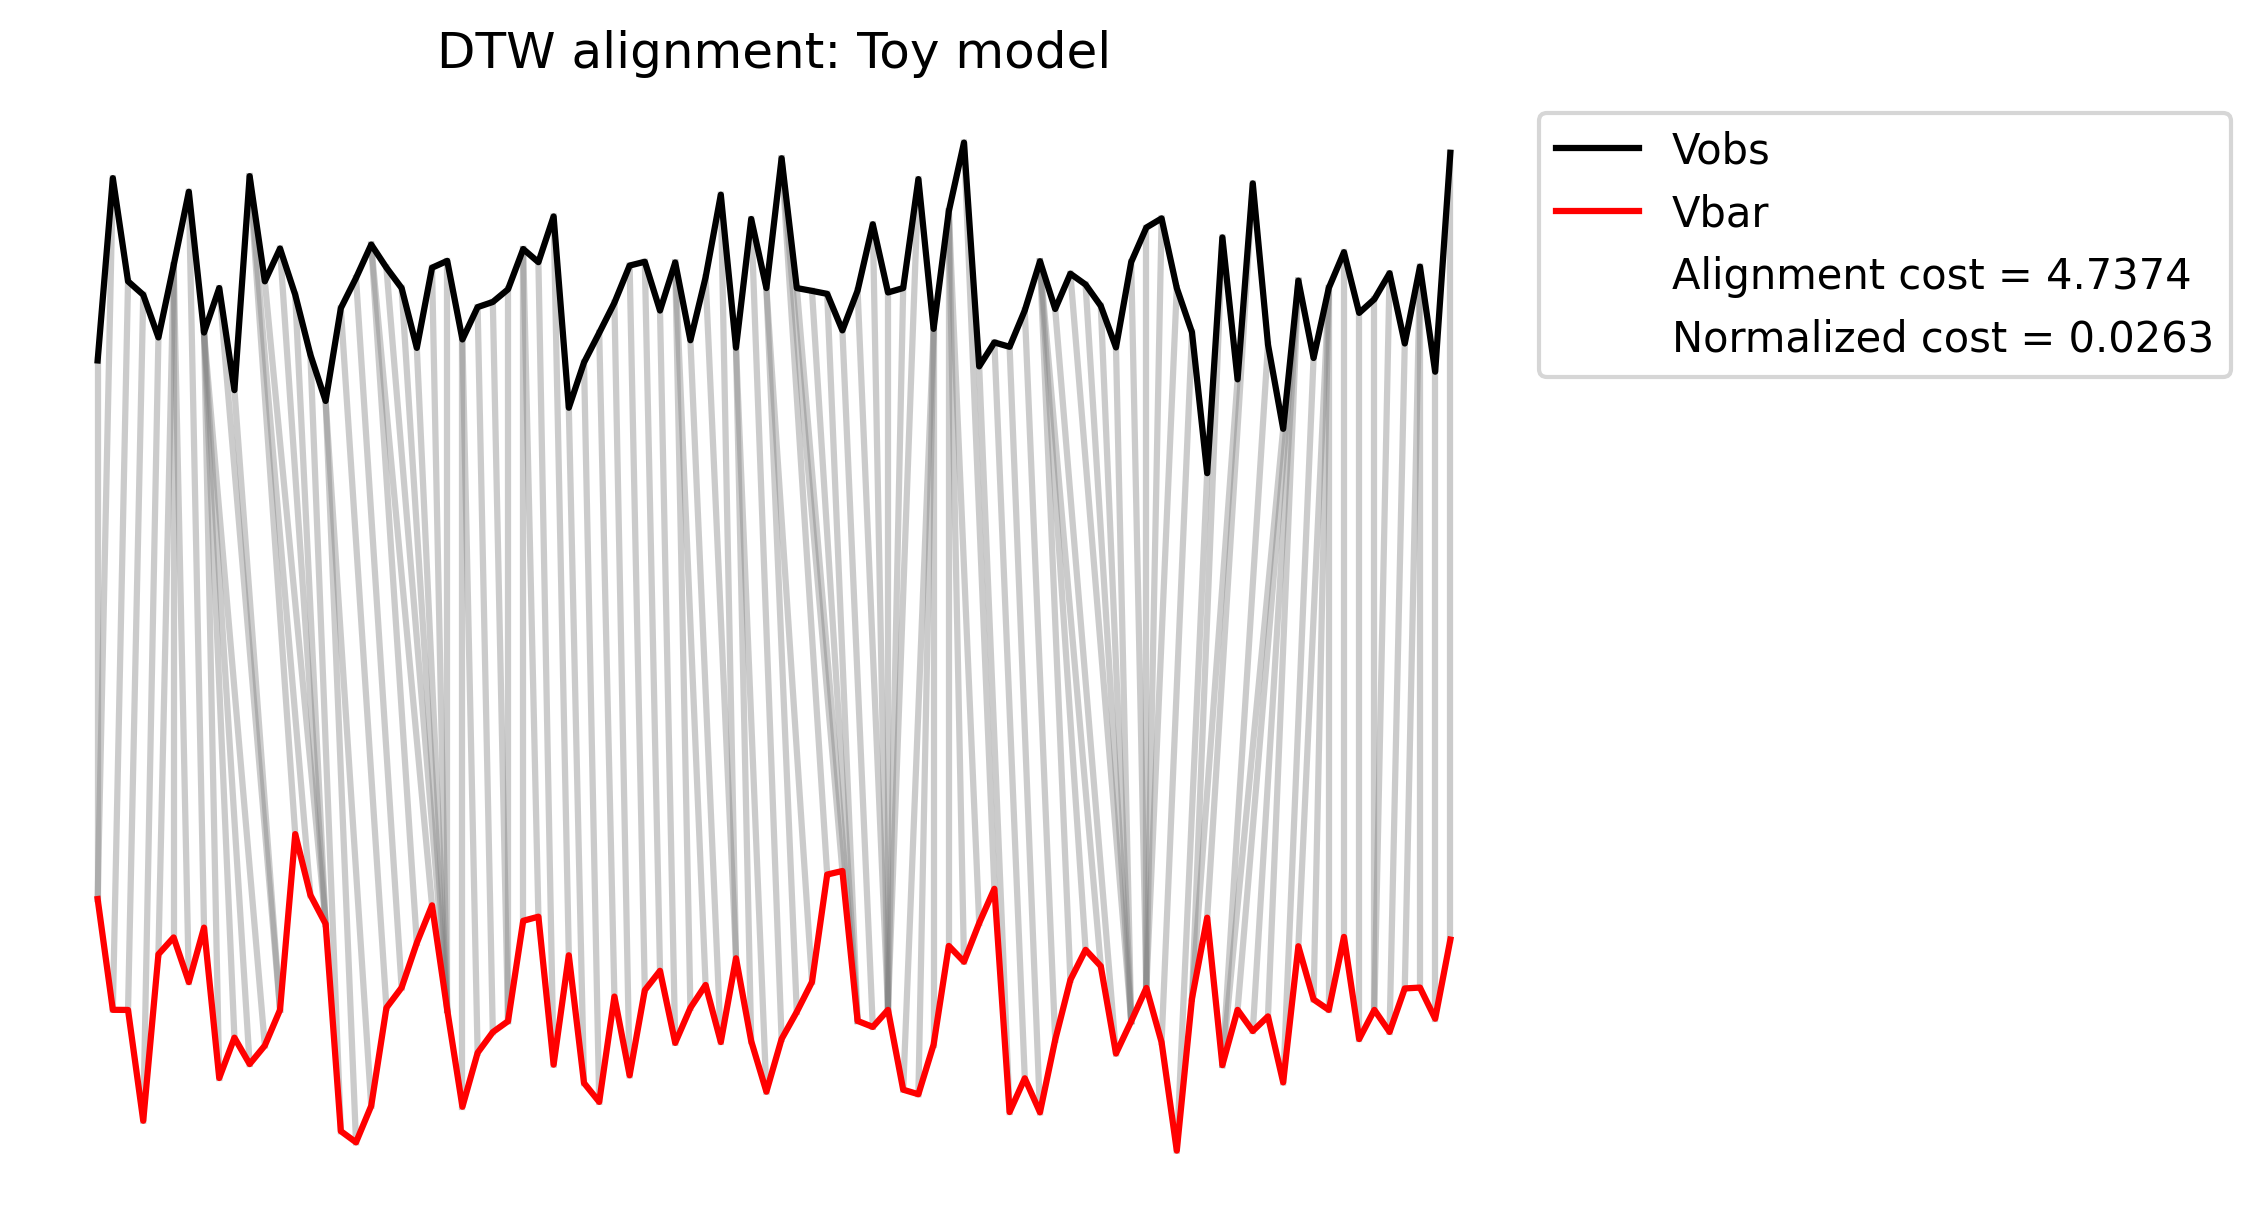 DTW alignment: Toy model
Vobs
Vbar
Alignment cost = 4.7374
Normalized cost = 0.0263